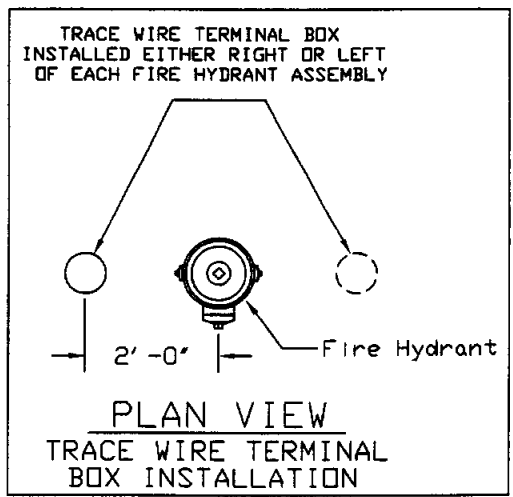 TRACE WIRE TERMINAL BOX
INSTALLED EITHER RIGHT OR LEFT
OF EACH FIRE HYDRANT ASSEMBLY
2'-0"
Fire Hydrant
PLAN VIEW
TRACE WIRE TERMINAL
BOX INSTALLATION